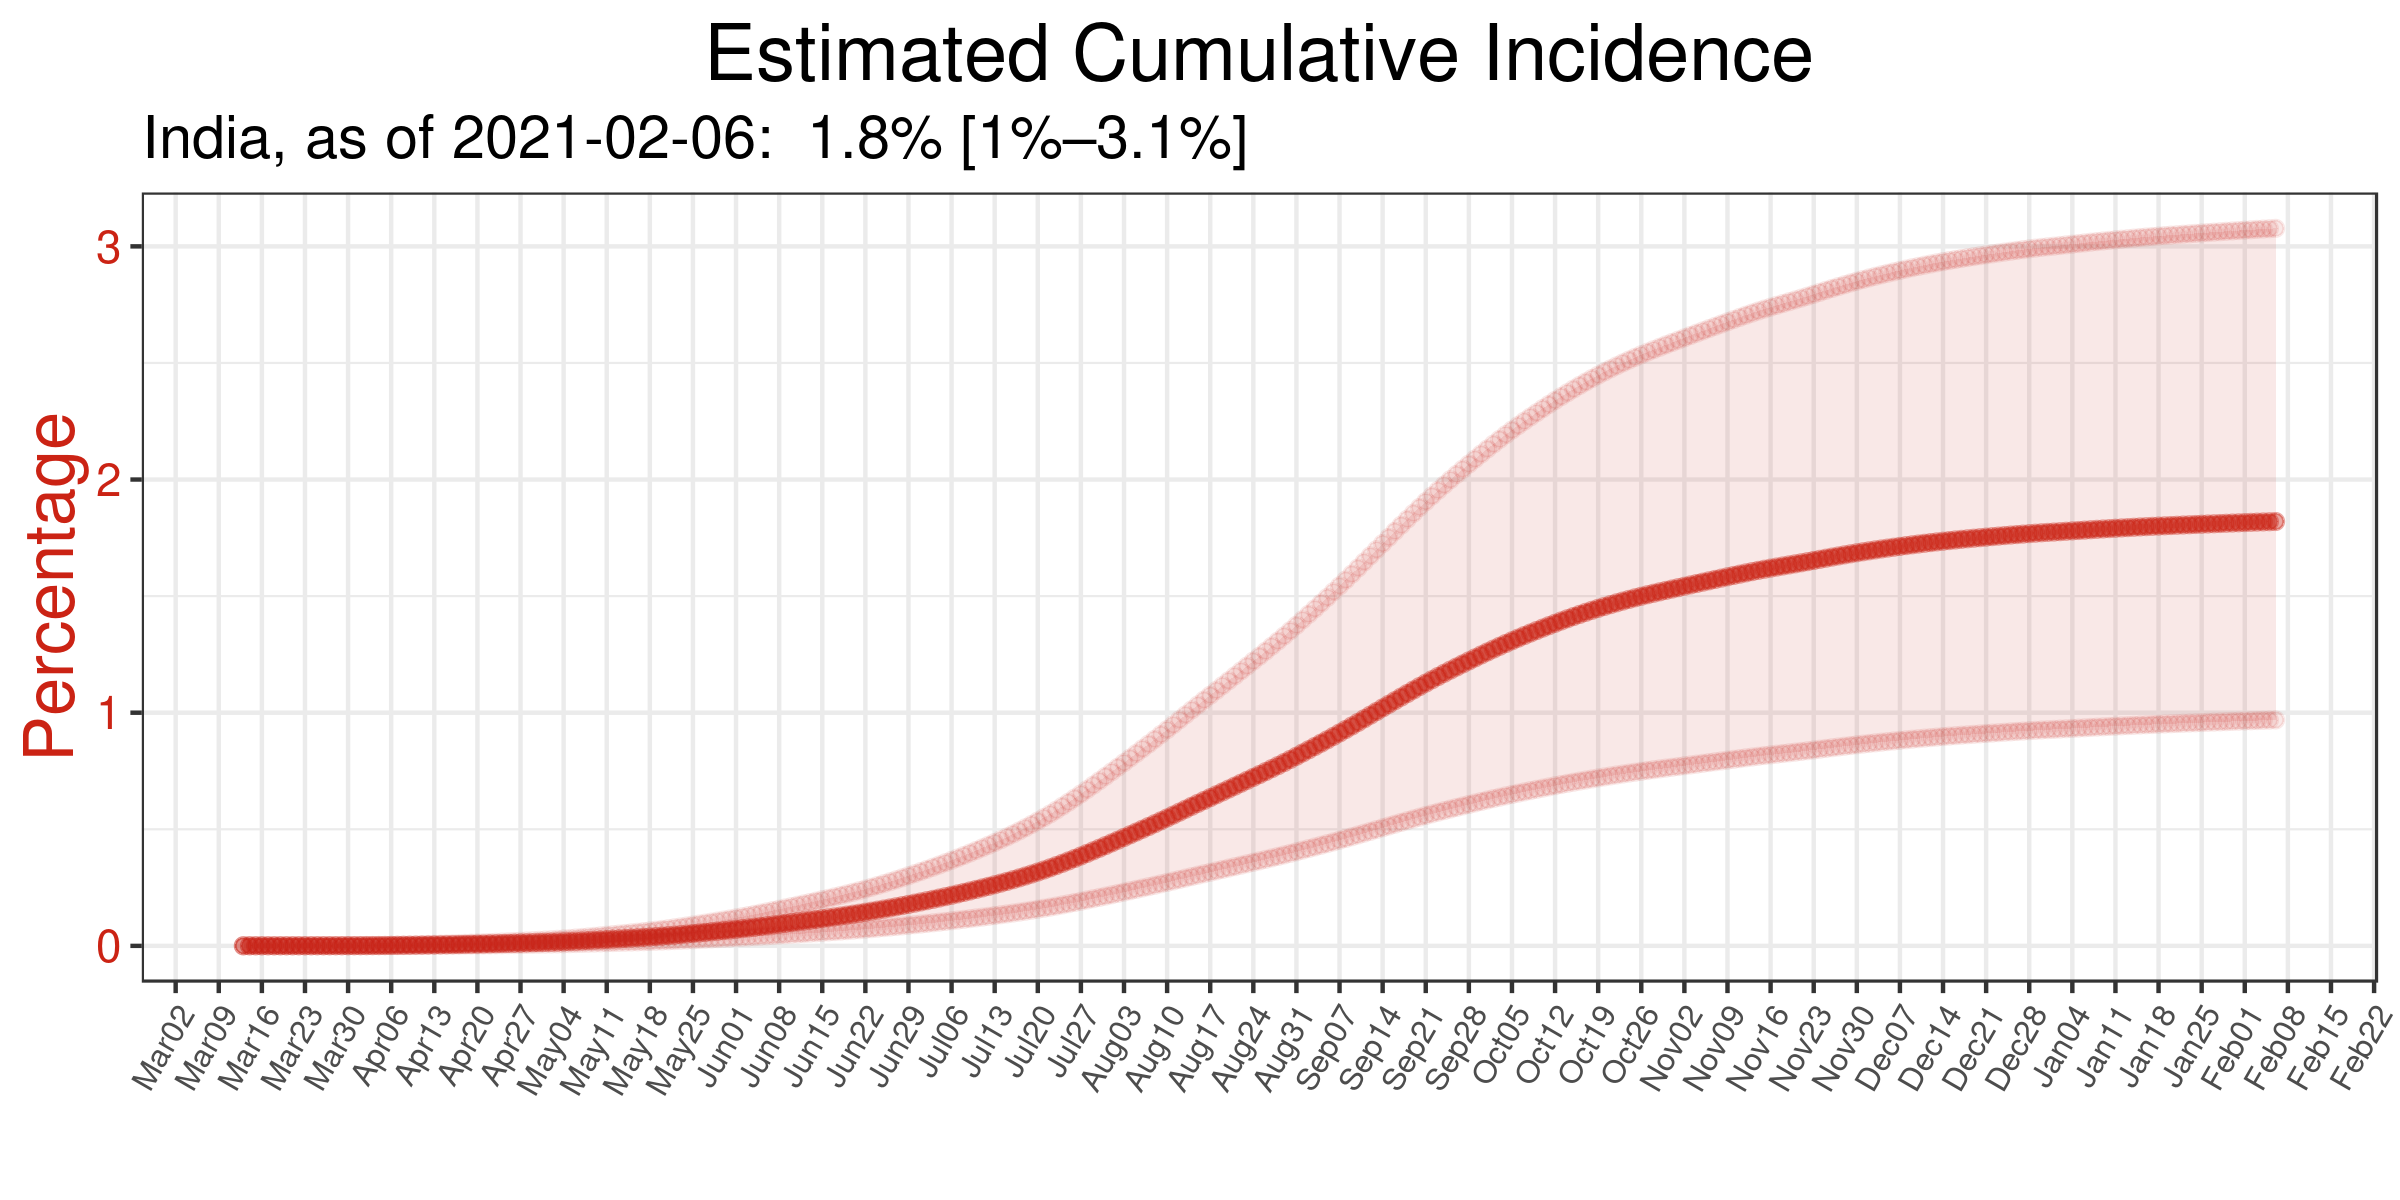 Estimated Cumulative Incidence
India, as of 2021-02-06:  1.8% [1%–3.1%]
Percentage
3
2
1
0
Mar02
Mar09
Mar16
Mar23
Mar30
Apr06
Apr13
Apr20
Apr27
May04
May11
May18
May25
Jun01
Jun08
Jun15
Jun22
Jun29
Jul06
Jul13
Jul20
Jul27
Aug03
Aug10
Aug17
Aug24
Aug31
Sep07
Sep14
Sep21
Sep28
Oct05
Oct12
Oct19
Oct26
Nov02
Nov09
Nov16
Nov23
Nov30
Dec07
Dec14
Dec21
Dec28
Jan04
Jan11
Jan18
Jan25
Feb01
Feb08
Feb15
Feb22